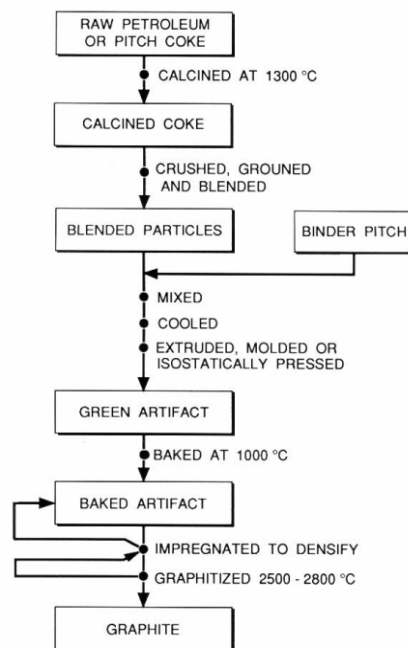 RAW PETROLEUM
OR PITCH COKE
CALCINED AT 1300 °C
CALCINED COKE
CRUSHED, GROUNED
AND BLENDED
BLENDED PARTICLES
BINDER PITCH
MIXED
COOLED
EXTRUDED, MOLDED OR
ISOSTATICALLY PRESSED
GREEN ARTIFACT
BAKED AT 1000 °C
BAKED ARTIFACT
IMPREGNATED TO DENSIFY
GRAPHITIZED 2500 - 2800 °C
GRAPHITE